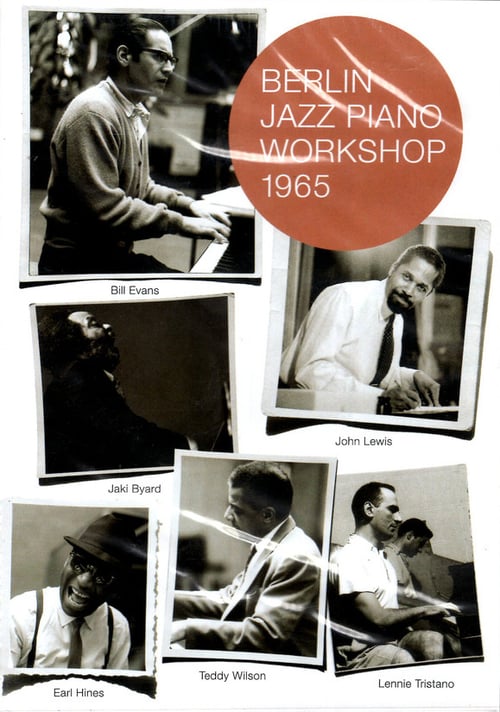 BERLIN
JAZZ PIANO
WORKSHOP
1965
Bill Evans
John Lewis
Jaki Byard
Teddy Wilson
Lennie Tristano
Earl Hines